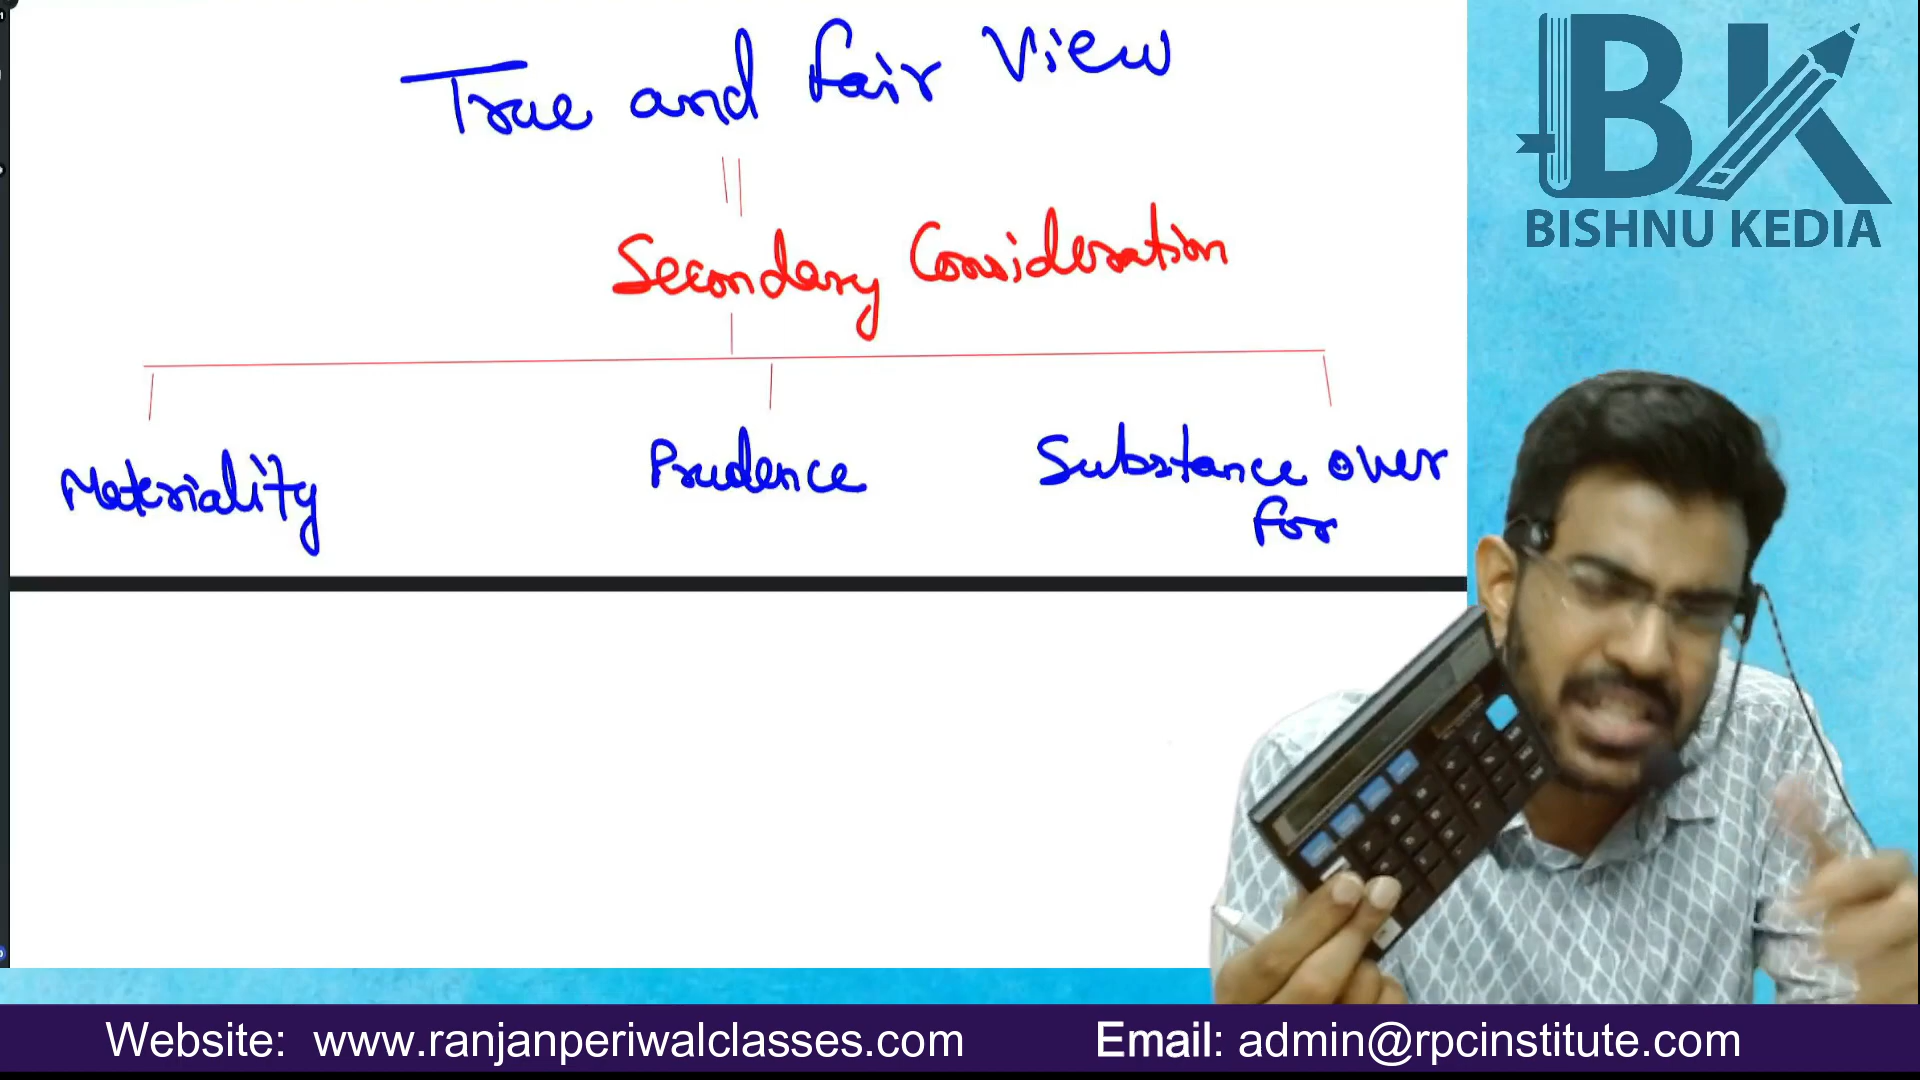 True and fair View
Secondary Consideration
Materiality
Prudence
Substance over
for
BK
BISHNU KEDIA
Website: www.ranjanperiwalclasses.com
Email: admin@rpcinstitute.com